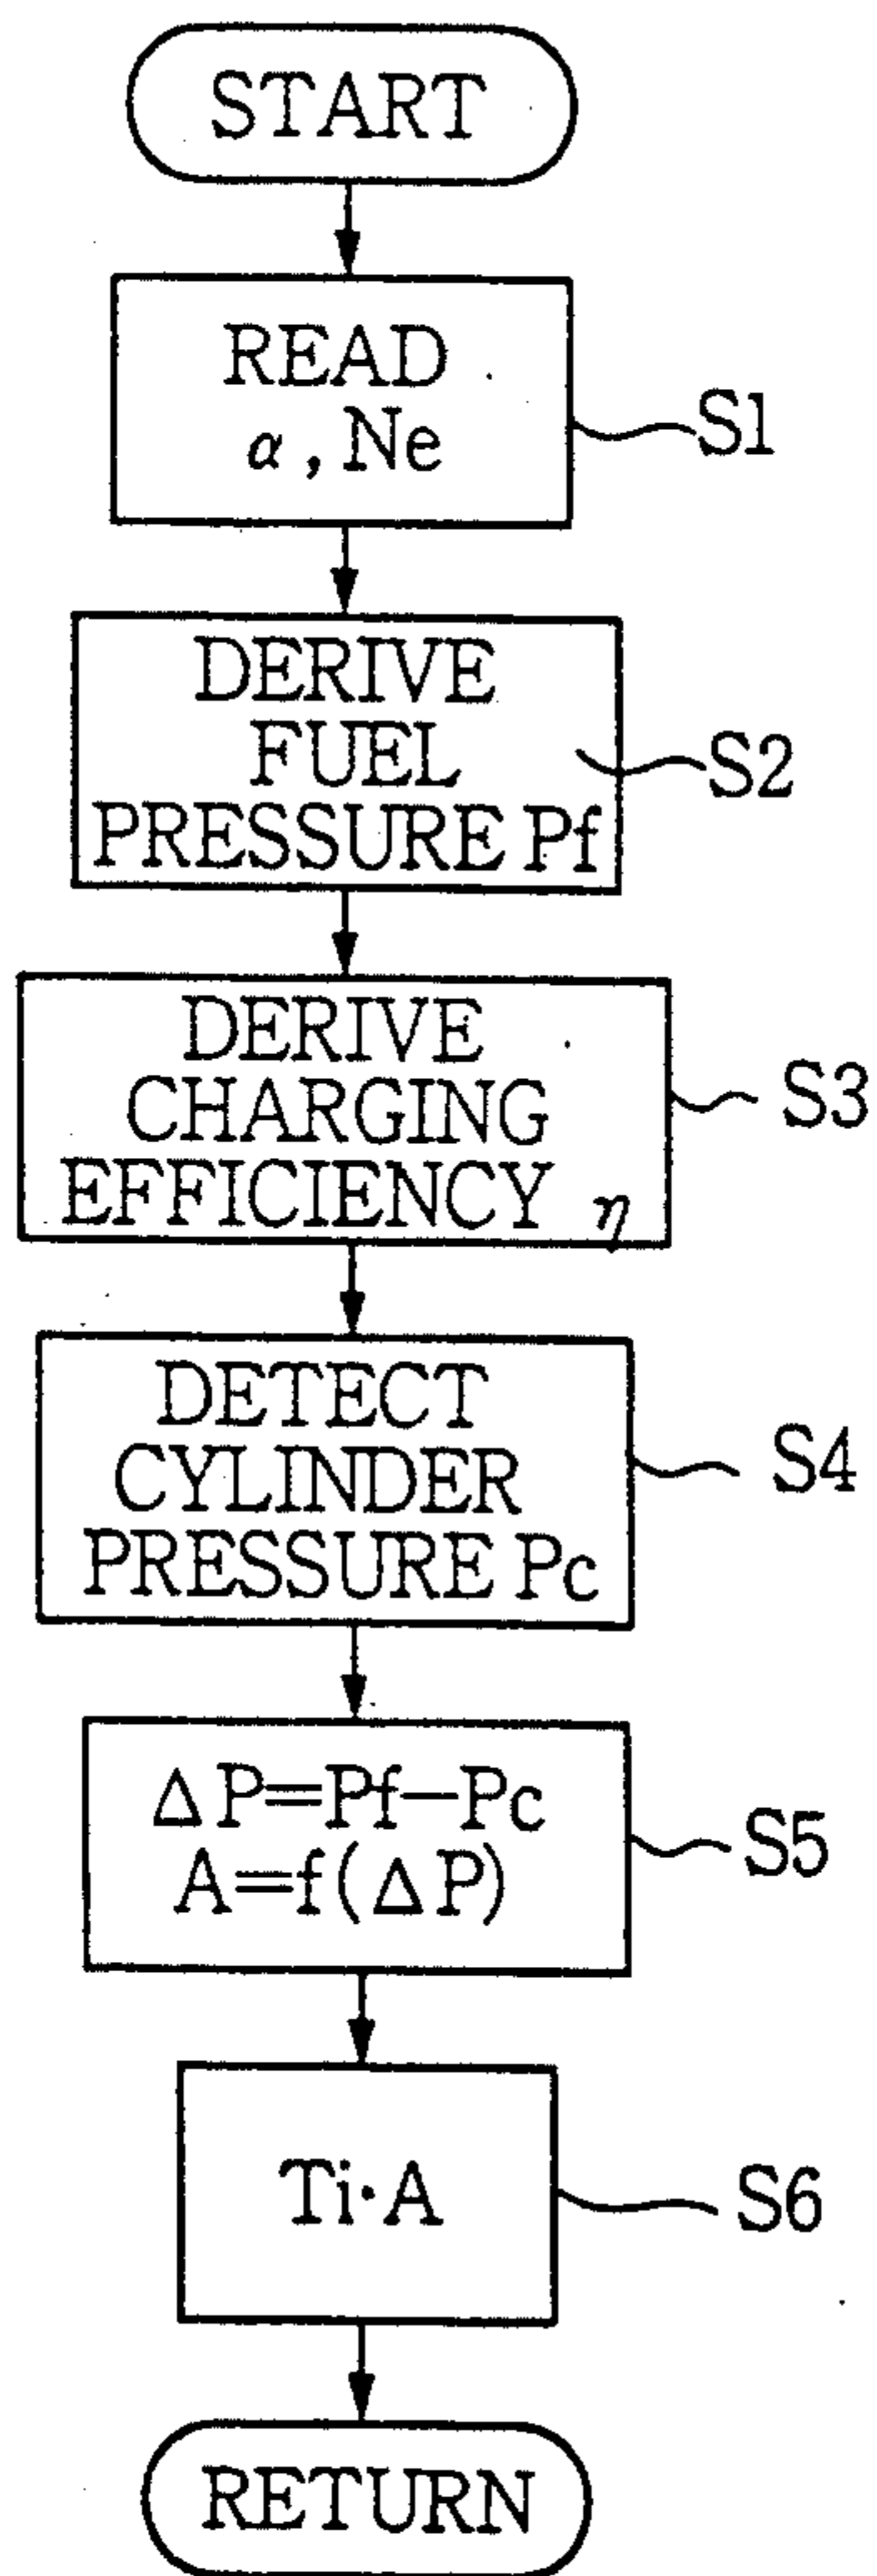 START
READ
α, Ne
S1
DERIVE
FUEL
PRESSURE Pf
S2
DERIVE
CHARGING
EFFICIENCY η
S3
DETECT
CYLINDER
PRESSURE Pc
S4
ΔP=Pf−Pc
A=f(ΔP)
S5
Ti·A
S6
RETURN